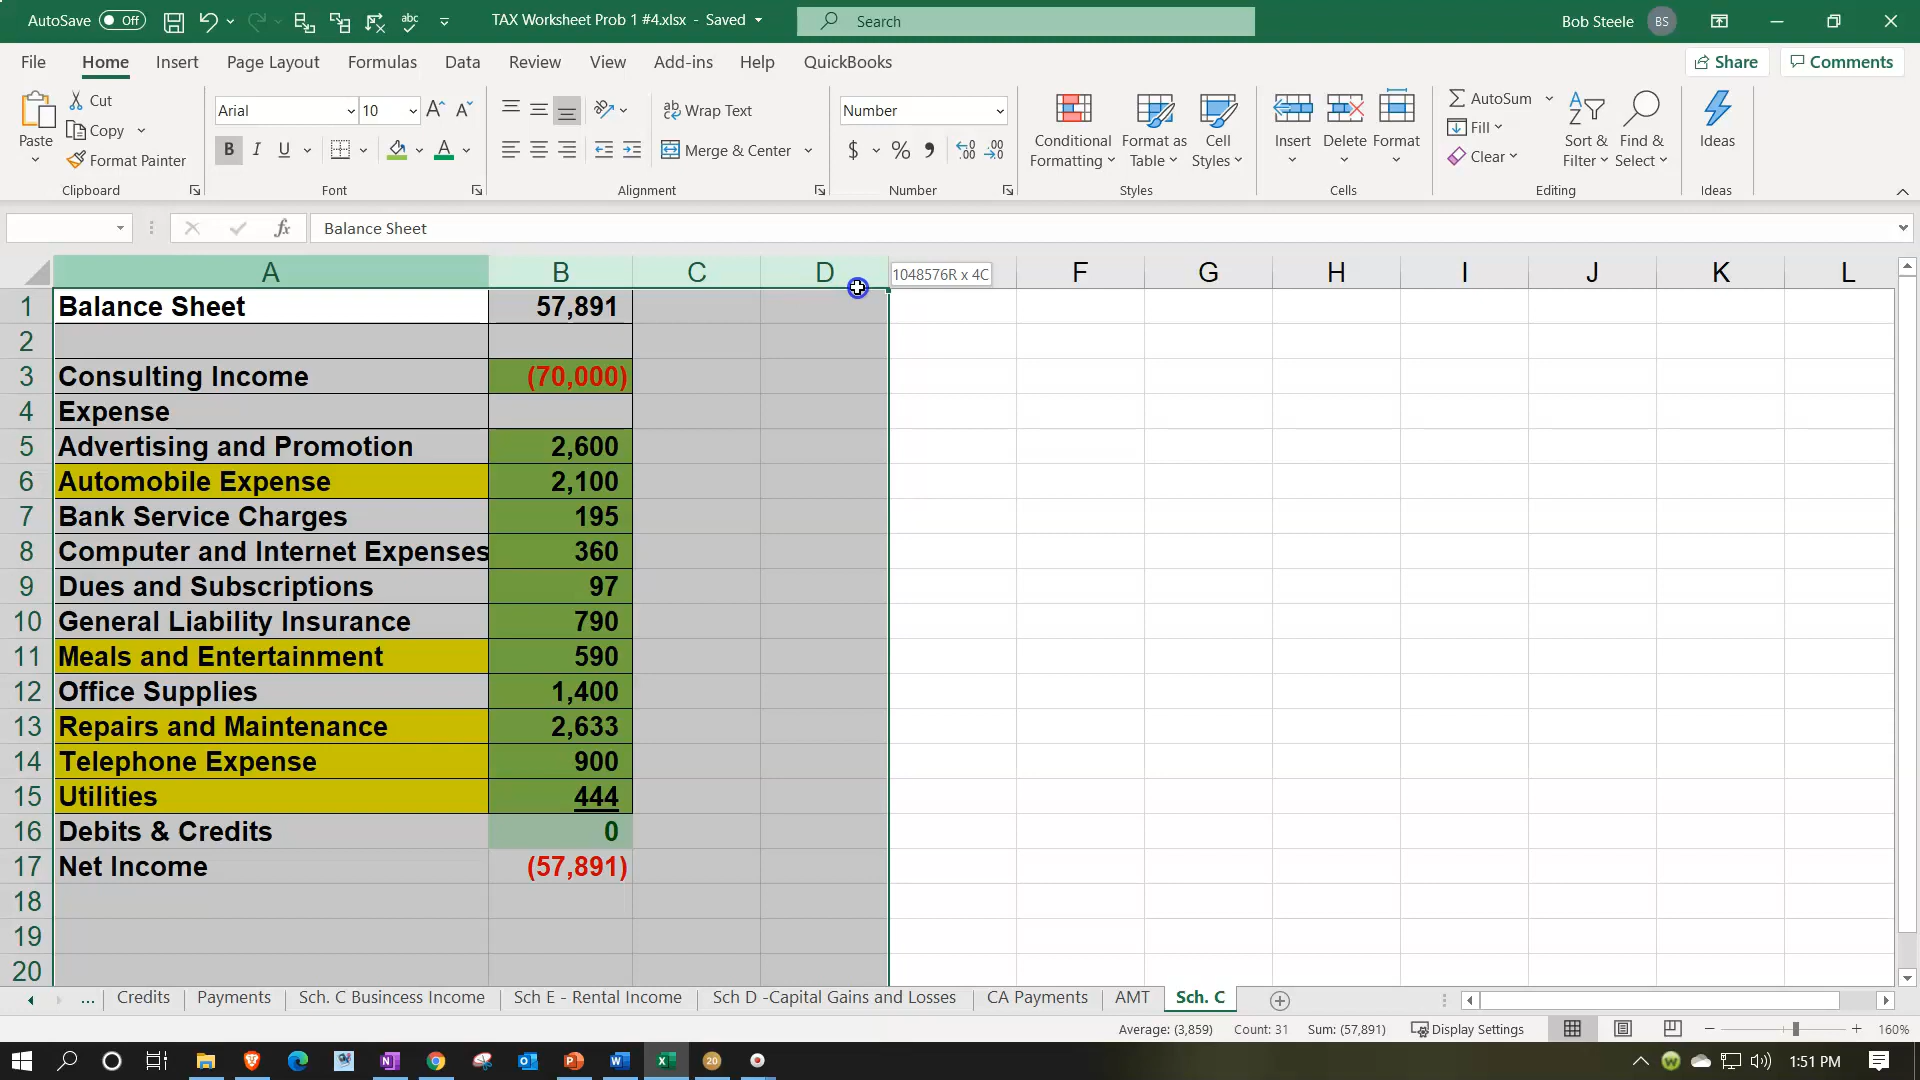 AutoSave Off TAX Worksheet Prob 1 #4.xlsx - Saved Search Bob Steele BS
File Home Insert Page Layout Formulas Data Review View Add-ins Help QuickBooks Share Comments
Cut
Copy
Format Painter
Paste
Clipboard
Arial 10
B I U
Font
Wrap Text
Merge & Center
Alignment
Number
$ % 9
Number
Conditional Formatting
Format as Table
Cell Styles
Styles
Insert Delete Format
Cells
AutoSum
Fill
Clear
Sort & Filter
Find & Select
Editing
Ideas
Ideas
fx Balance Sheet
A B C D 1048576R x 4C F G H I J K L
1 Balance Sheet 57,891
2
3 Consulting Income (70,000)
4 Expense
5 Advertising and Promotion 2,600
6 Automobile Expense 2,100
7 Bank Service Charges 195
8 Computer and Internet Expenses 360
9 Dues and Subscriptions 97
10 General Liability Insurance 790
11 Meals and Entertainment 590
12 Office Supplies 1,400
13 Repairs and Maintenance 2,633
14 Telephone Expense 900
15 Utilities 444
16 Debits & Credits 0
17 Net Income (57,891)
18
19
20
... Credits Payments Sch. C Business Income Sch E - Rental Income Sch D -Capital Gains and Losses CA Payments AMT Sch. C
Average: (3,859) Count: 31 Sum: (57,891) Display Settings 160%
20 1:51 PM